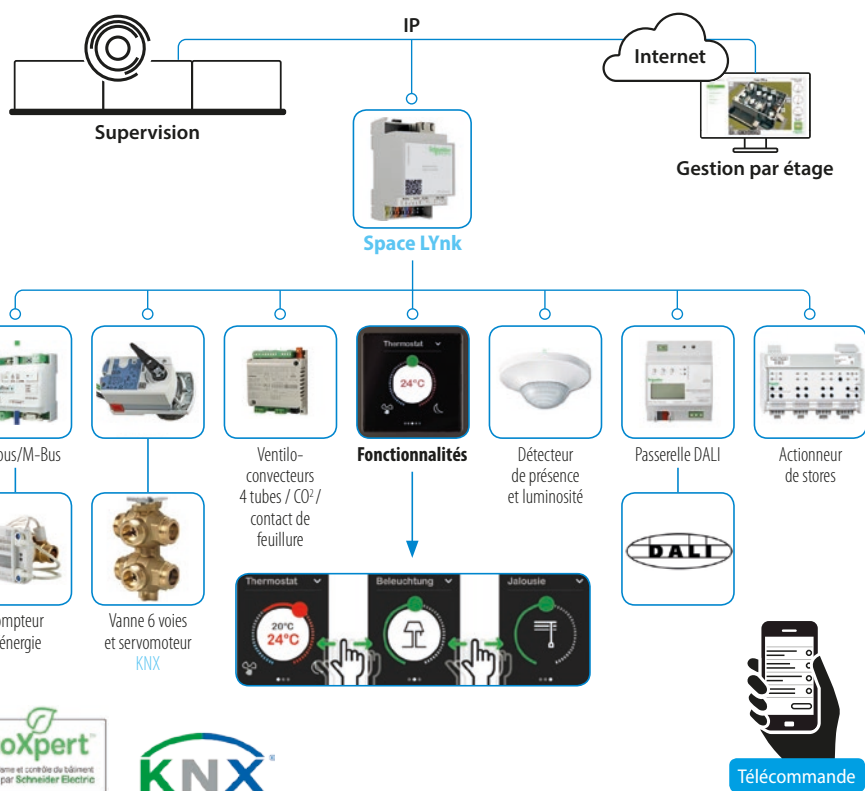 IP
Internet
Supervision
Gestion par étage
Space LYnk
Thermostat
24°C
bus/M-Bus
Ventilo-
convecteurs
4 tubes / CO² /
contact de
feuillure
Fonctionnalités
Détecteur
de présence
et luminosité
Passerelle DALI
Actionneur
de stores
DALI
ompteur
énergie
Vanne 6 voies
et servomoteur
KNX
Thermostat
20°C
24°C
Beleuchtung
Jalousie
oXpert™
par Schneider Electric
KNX®
Télécommande